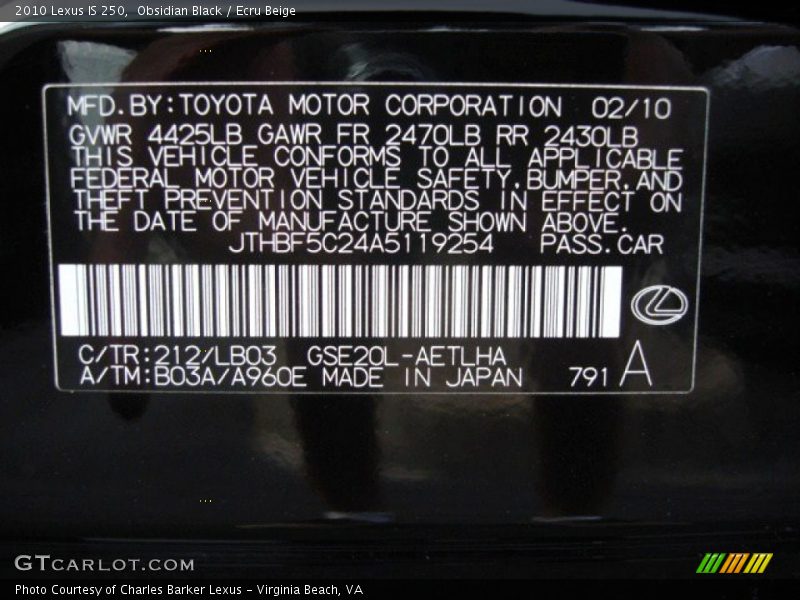 2010 Lexus IS 250,  Obsidian Black / Ecru Beige
MFD.BY:TOYOTA MOTOR CORPORATION 02/10
GVWR 4425LB GAWR FR 2470LB RR 2430LB
THIS VEHICLE CONFORMS TO ALL APPLICABLE
FEDERAL MOTOR VEHICLE SAFETY,BUMPER,AND
THEFT PREVENTION STANDARDS IN EFFECT ON
THE DATE OF MANUFACTURE SHOWN ABOVE.
JTHBF5C24A5119254 PASS.CAR
C/TR:212/LB03 GSE20L-AETLHA
A/TM:B03A/A960E MADE IN JAPAN 791 A
GTCARLOT.COM
Photo Courtesy of Charles Barker Lexus - Virginia Beach, VA